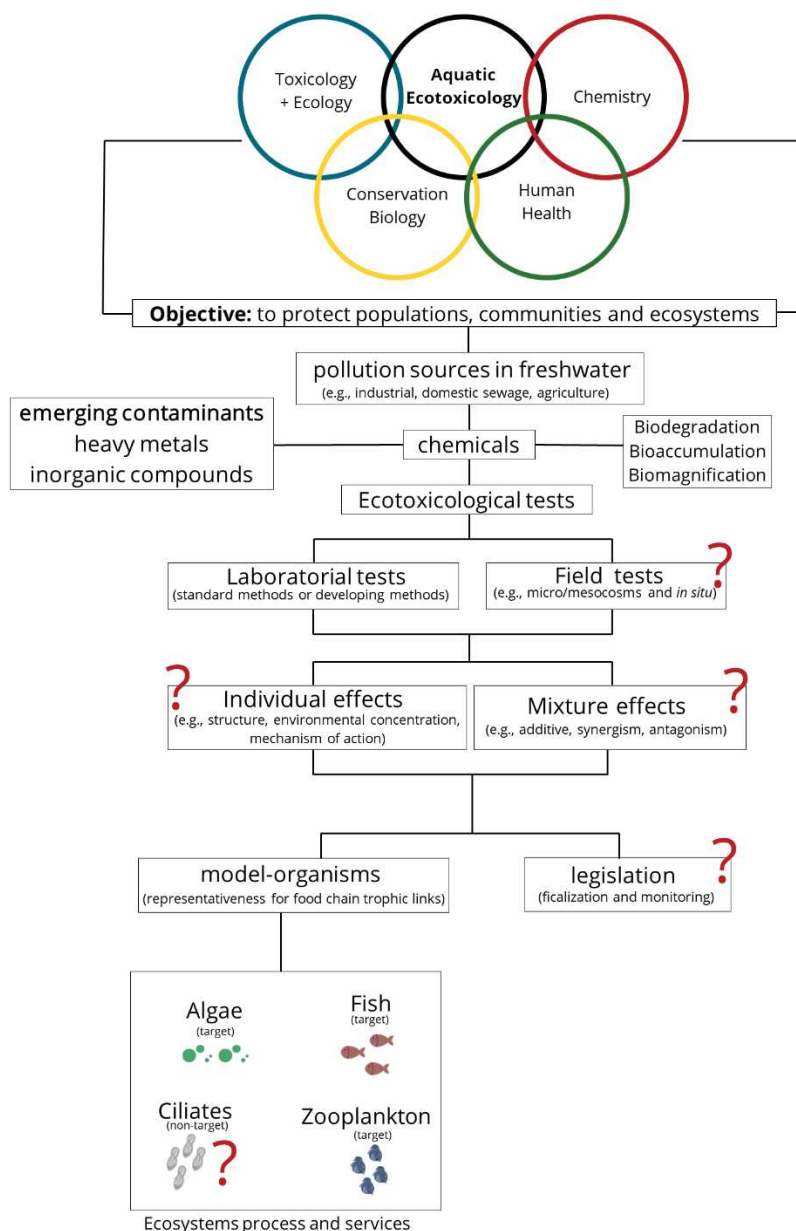 Toxicology
+ Ecology
Aquatic
Ecotoxicology
Chemistry
Conservation
Biology
Human
Health
Objective: to protect populations, communities and ecosystems
pollution sources in freshwater
(e.g., industrial, domestic sewage, agriculture)
emerging contaminants
heavy metals
inorganic compounds
chemicals
Biodegradation
Bioaccumulation
Biomagnification
Ecotoxicological tests
Laboratorial tests
(standard methods or developing methods)
?
Field tests
(e.g., micro/mesocosms and in situ)
?
Individual effects
(e.g., structure, environmental concentration,
mechanism of action)
?
Mixture effects
(e.g., additive, synergism, antagonism)
model-organisms
(representativeness for food chain trophic links)
?
legislation
(ficalization and monitoring)
Algae
(target)
Fish
(target)
Ciliates
(non-target)
?
Zooplankton
(target)
Ecosystems process and services